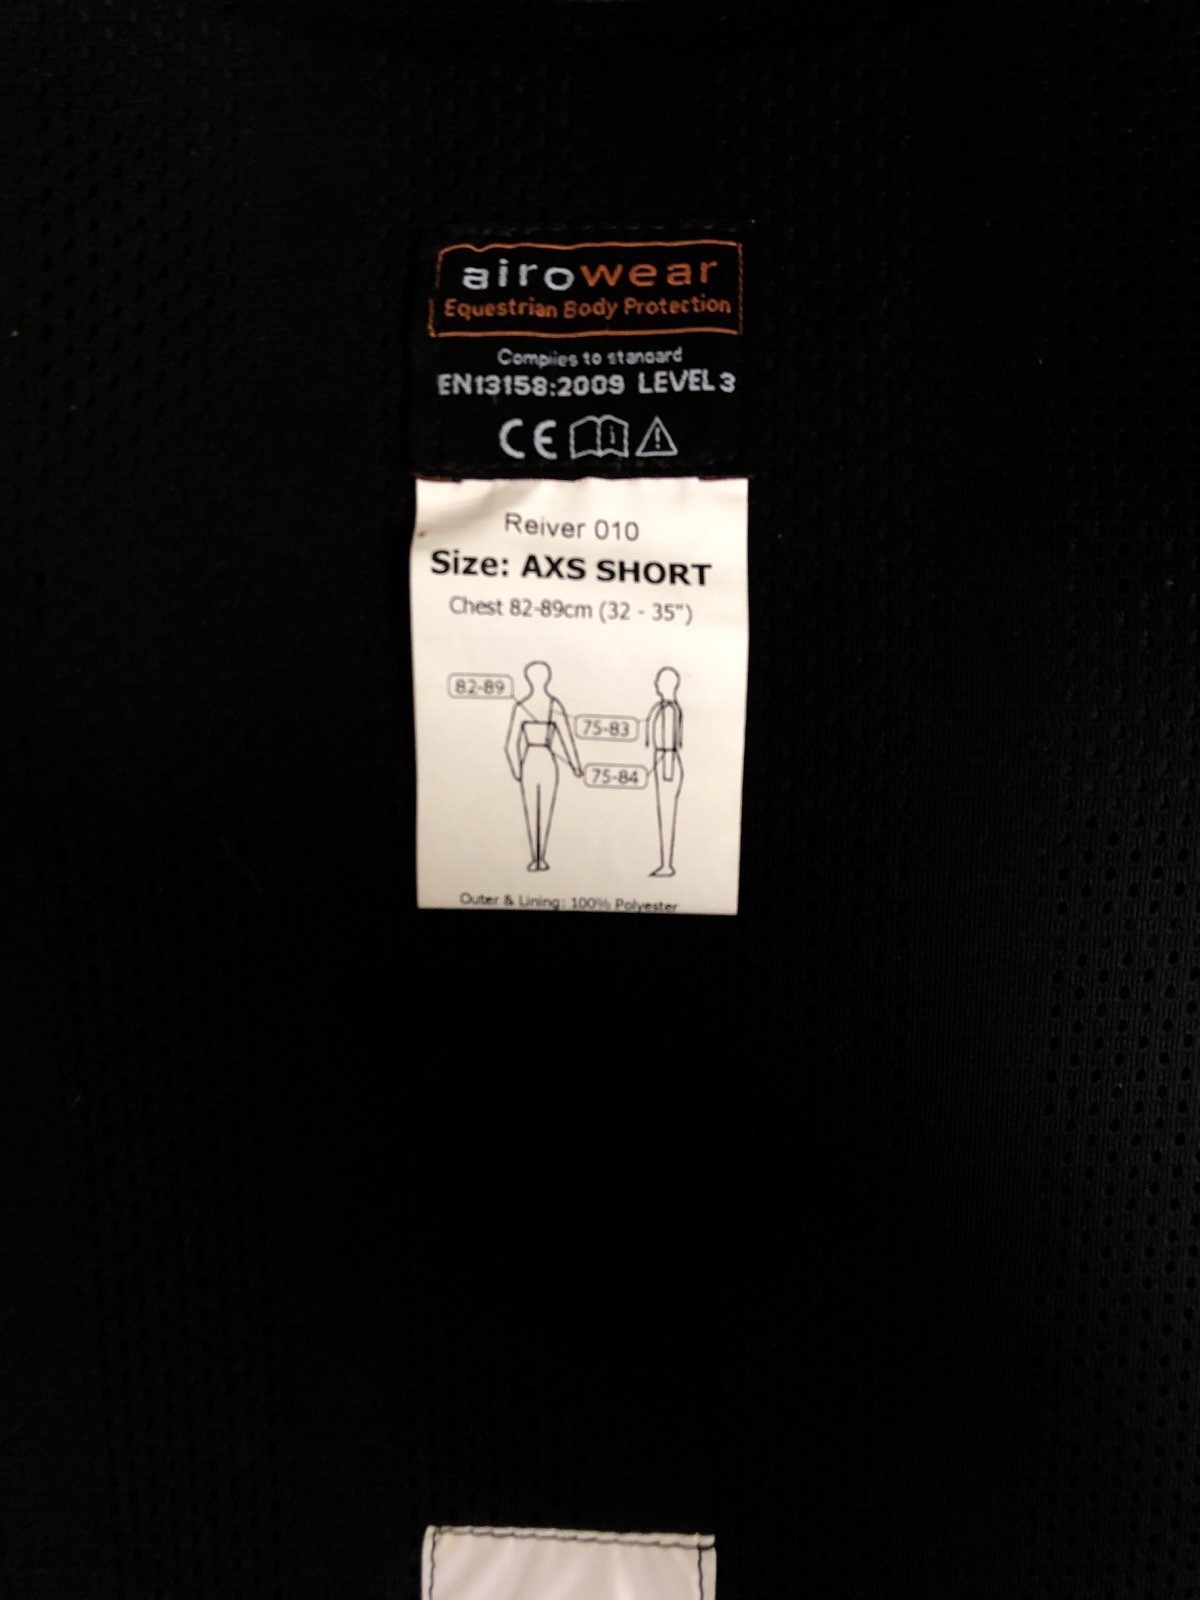 airowear
Equestrian Body Protection
Complies to standard
EN13158:2009 LEVEL 3
CE
Reiver 010
Size: AXS SHORT
Chest 82-89cm (32 - 35")
82-89
75-83
75-84
Outer & Lining: 100% Polyester